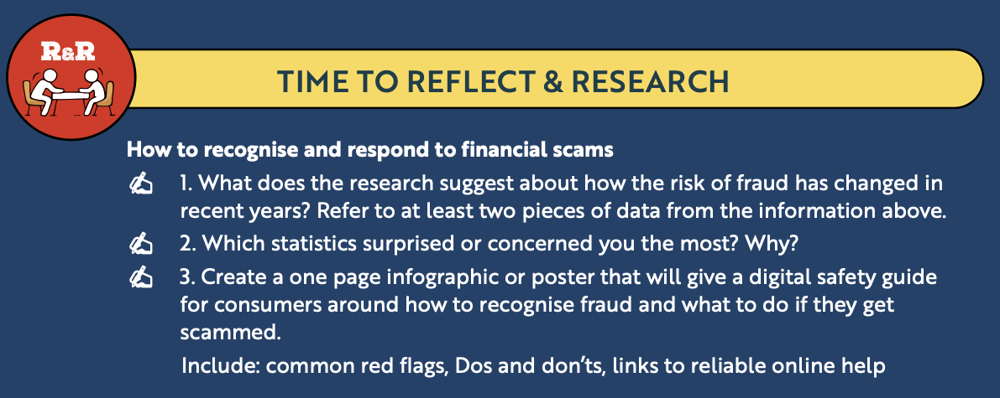 R&R
TIME TO REFLECT & RESEARCH
How to recognise and respond to financial scams
1. What does the research suggest about how the risk of fraud has changed in
recent years? Refer to at least two pieces of data from the information above.
2. Which statistics surprised or concerned you the most? Why?
3. Create a one page infographic or poster that will give a digital safety guide
for consumers around how to recognise fraud and what to do if they get
scammed.
Include: common red flags, Dos and don’ts, links to reliable online help